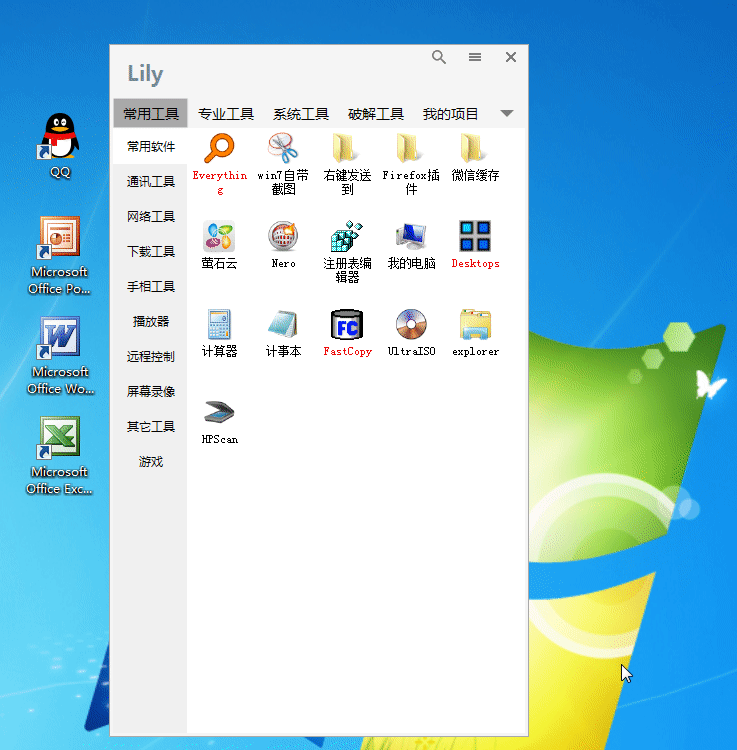 Lily
常用工具 专业工具 系统工具 破解工具 我的项目
常用软件
通讯工具
网络工具
下载工具
手相工具
播放器
远程控制
屏幕录像
其它工具
游戏
Everythin
g
win7自带
截图
右键发送
到
Firefox插
件
微信缓存
萤石云
Nero
注册表编
辑器
我的电脑
Desktops
计算器
计事本
FC
FastCopy
UltraISO
explorer
HPScan
QQ
Microsoft
Office Po...
Microsoft
Office Wo...
Microsoft
Office Exc...